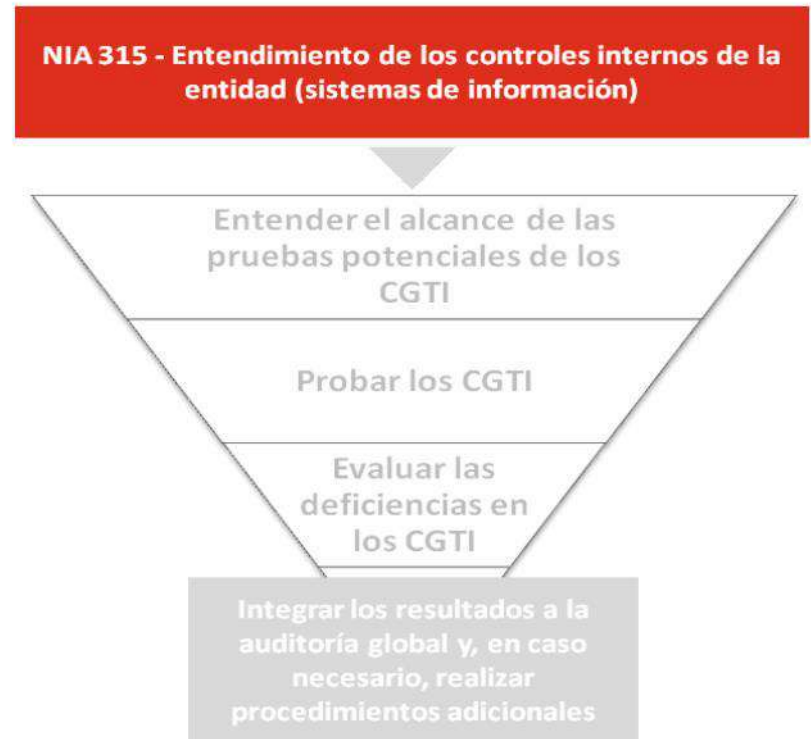 NIA 315 - Entendimiento de los controles internos de la
entidad (sistemas de información)
Entender el alcance de las
pruebas potenciales de los
CGTI
Probar los CGTI
Evaluar las
deficiencias en
los CGTI
Integrar los resultados a la
auditoría global y, en caso
necesario, realizar
procedimientos adicionales